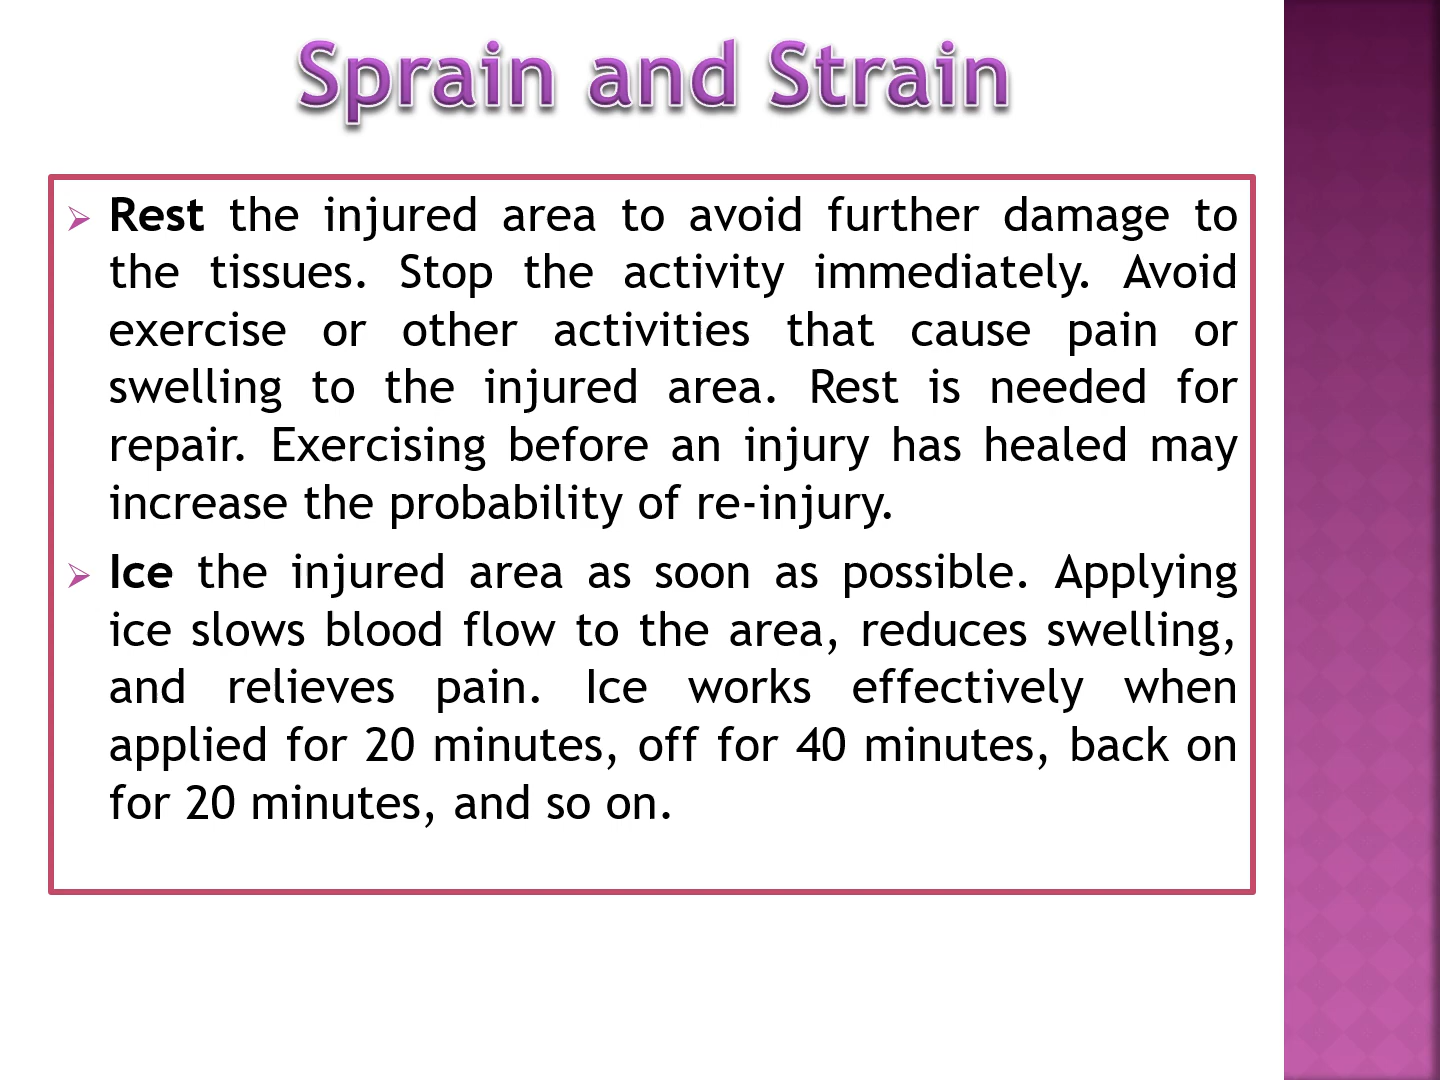 Sprain and Strain
➢ Rest the injured area to avoid further damage to
the tissues. Stop the activity immediately. Avoid
exercise or other activities that cause pain or
swelling to the injured area. Rest is needed for
repair. Exercising before an injury has healed may
increase the probability of re-injury.
➢ Ice the injured area as soon as possible. Applying
ice slows blood flow to the area, reduces swelling,
and relieves pain. Ice works effectively when
applied for 20 minutes, off for 40 minutes, back on
for 20 minutes, and so on.